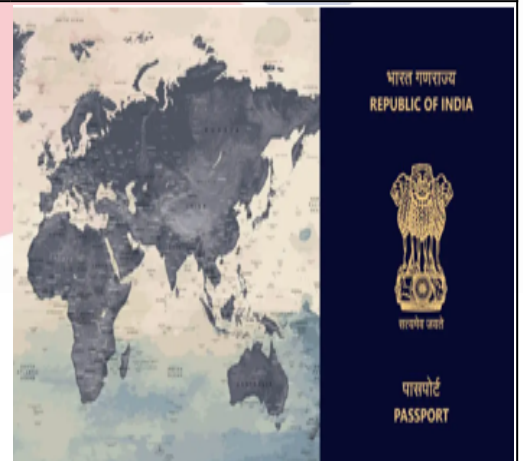 भारत गणराज्य
REPUBLIC OF INDIA
सत्यमेव जयते
पासपोर्ट
PASSPORT